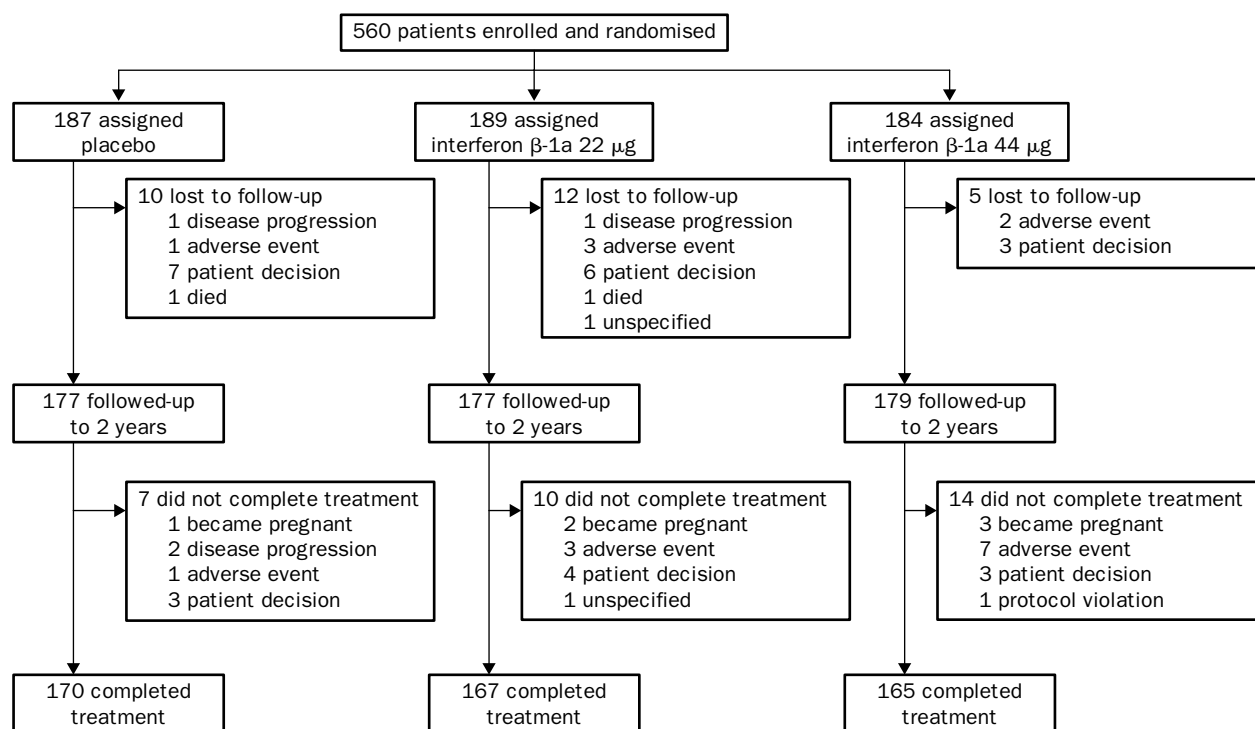 560 patients enrolled and randomised
187 assigned
placebo
189 assigned
interferon β-1a 22 μg
184 assigned
interferon β-1a 44 μg
10 lost to follow-up
1 disease progression
1 adverse event
7 patient decision
1 died
12 lost to follow-up
1 disease progression
3 adverse event
6 patient decision
1 died
1 unspecified
5 lost to follow-up
2 adverse event
3 patient decision
177 followed-up
to 2 years
177 followed-up
to 2 years
179 followed-up
to 2 years
7 did not complete treatment
1 became pregnant
2 disease progression
1 adverse event
3 patient decision
10 did not complete treatment
2 became pregnant
3 adverse event
4 patient decision
1 unspecified
14 did not complete treatment
3 became pregnant
7 adverse event
3 patient decision
1 protocol violation
170 completed
treatment
167 completed
treatment
165 completed
treatment